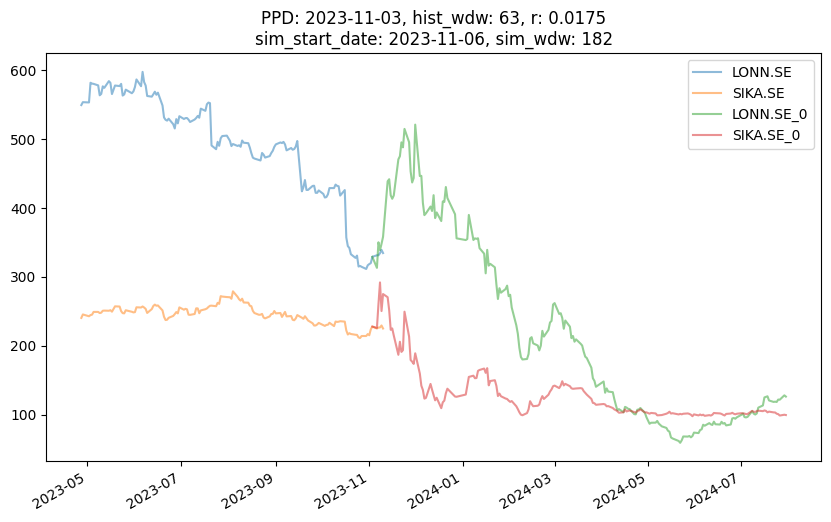 PPD: 2023-11-03, hist_wdw: 63, r: 0.0175
sim_start_date: 2023-11-06, sim_wdw: 182
LONN.SE
SIKA.SE
LONN.SE_0
SIKA.SE_0
600
500
400
300
200
100
2023-05
2023-07
2023-09
2023-11
2024-01
2024-03
2024-05
2024-07